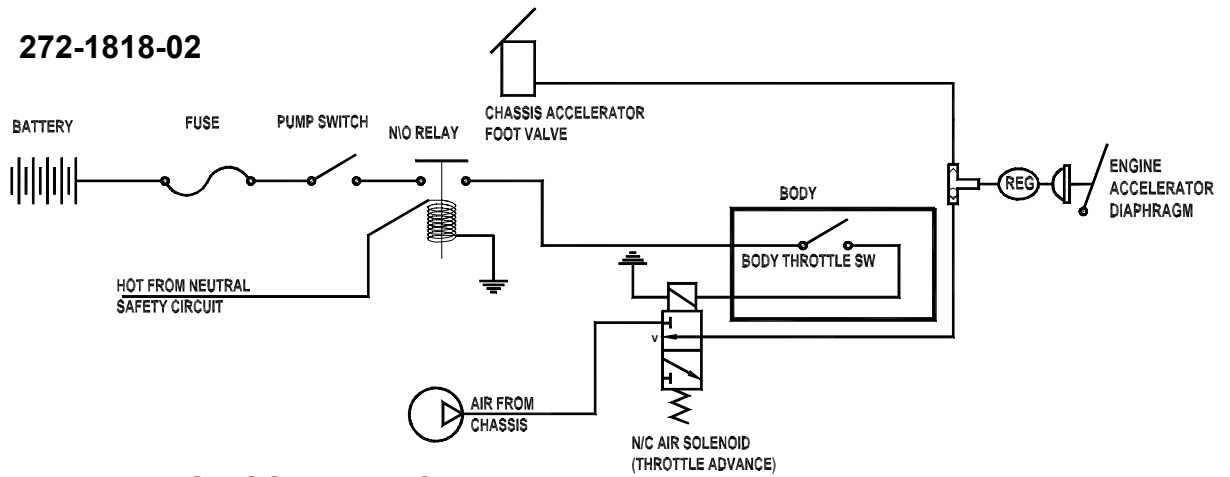 272-1818-02
CHASSIS ACCELERATOR
FOOT VALVE
BATTERY
FUSE
PUMP SWITCH
N\O RELAY
ENGINE
ACCELERATOR
DIAPHRAGM
REG
BODY
BODY THROTTLE SW
HOT FROM NEUTRAL
SAFETY CIRCUIT
V
AIR FROM
CHASSIS
N/C AIR SOLENOID
(THROTTLE ADVANCE)